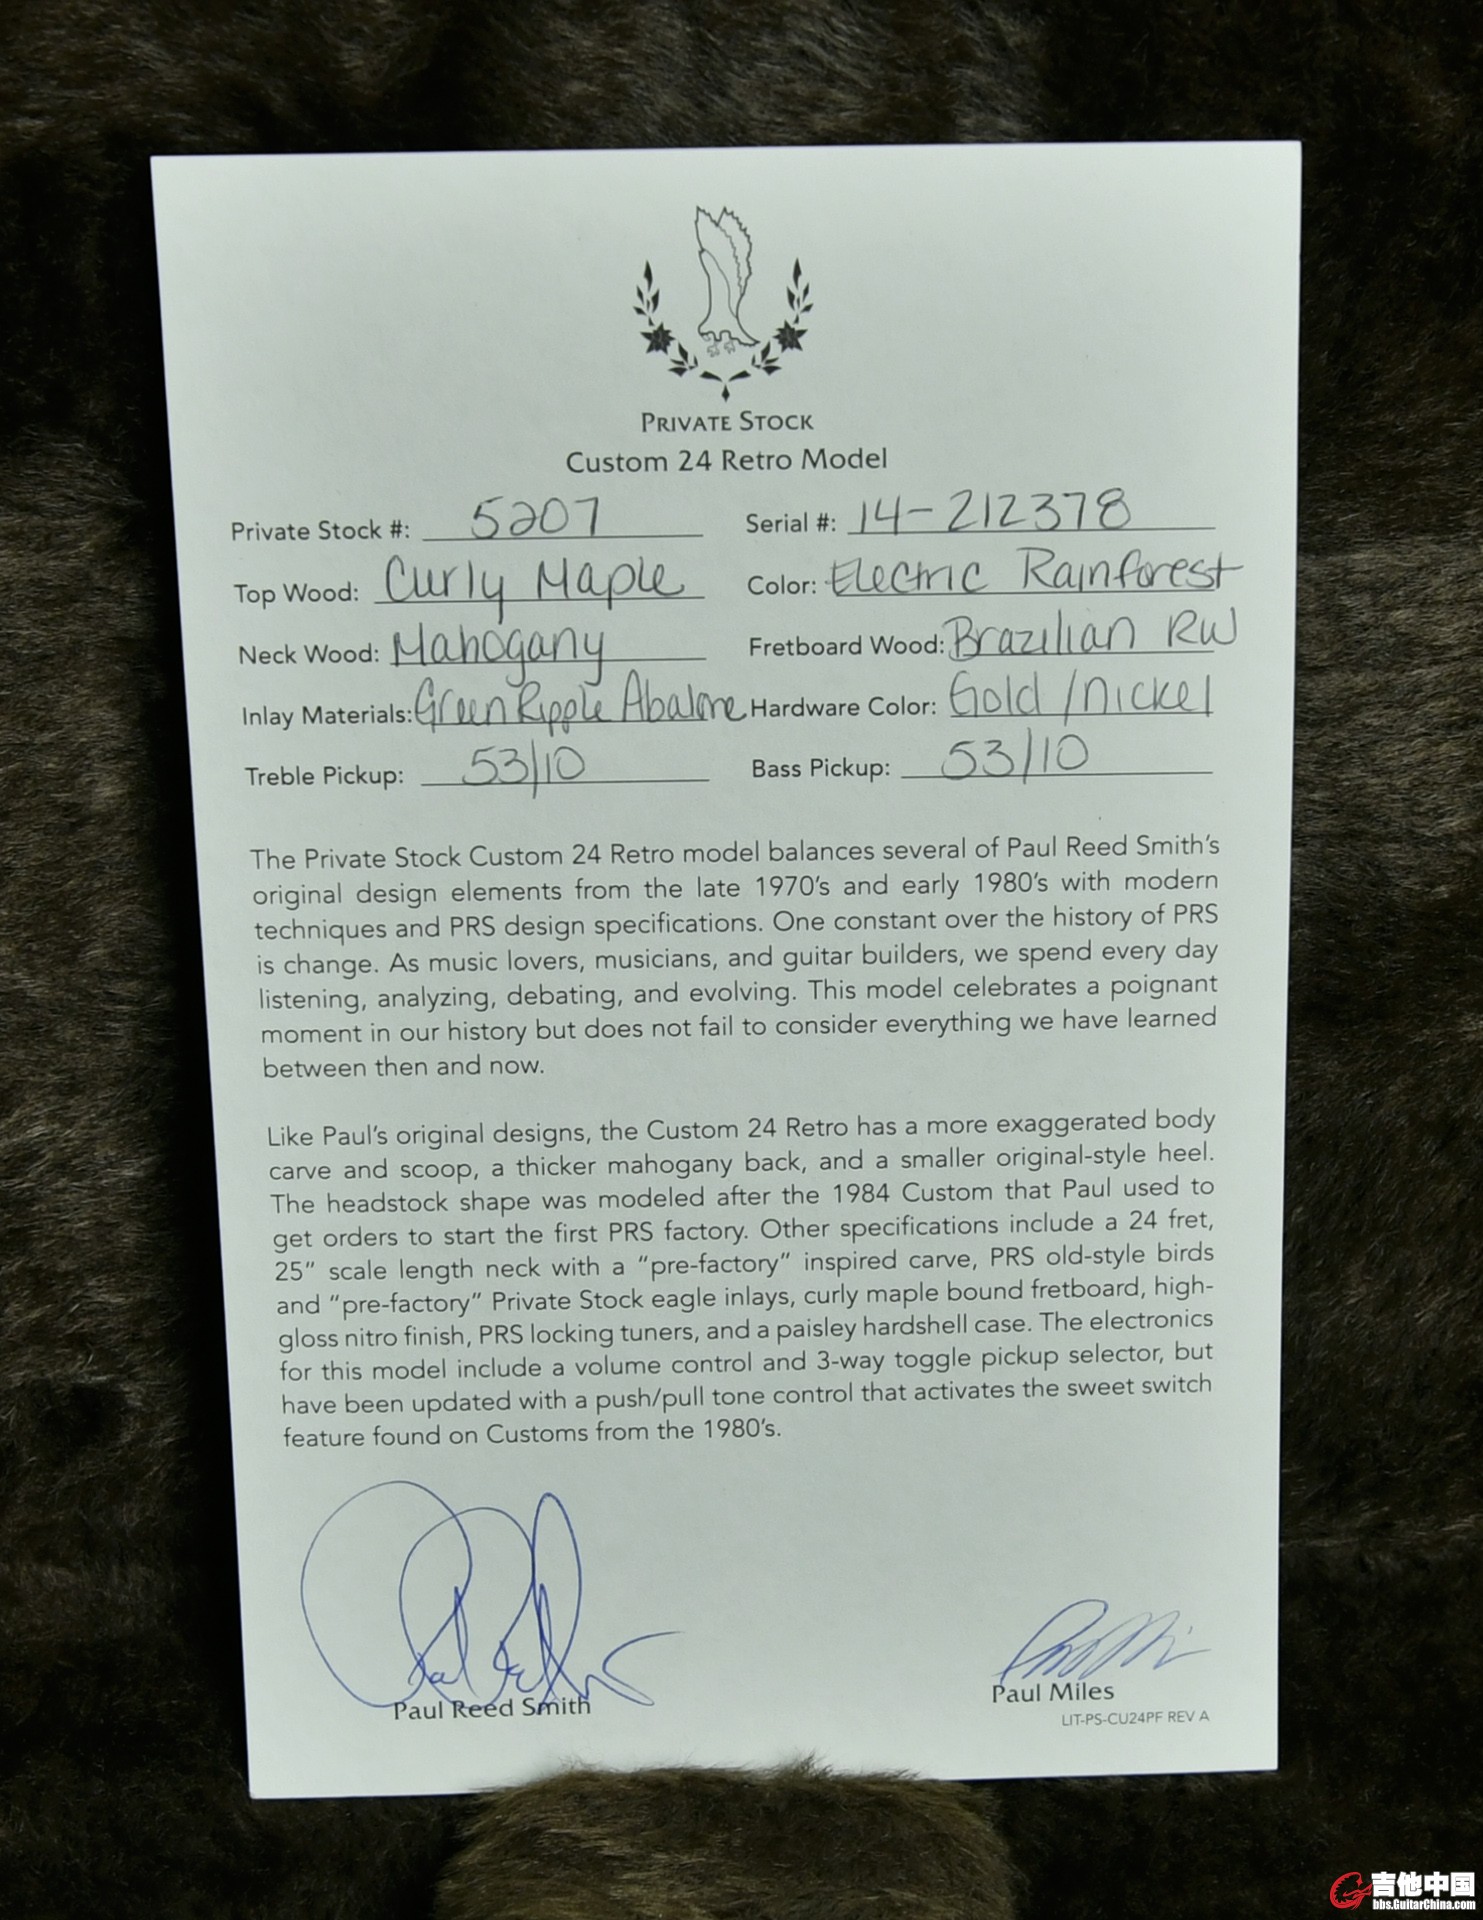 PRIVATE STOCK
Custom 24 Retro Model
Private Stock #: 5207 Serial #: 14-212378
Top Wood: Curly Maple Color: Electric Rainforest
Neck Wood: Mahogany Fretboard Wood: Brazilian RW
Inlay Materials: Green Ripple Abalone Hardware Color: Gold/nickel
Treble Pickup: 53/10 Bass Pickup: 53/10
The Private Stock Custom 24 Retro model balances several of Paul Reed Smith's
original design elements from the late 1970's and early 1980's with modern
techniques and PRS design specifications. One constant over the history of PRS
is change. As music lovers, musicians, and guitar builders, we spend every day
listening, analyzing, debating, and evolving. This model celebrates a poignant
moment in our history but does not fail to consider everything we have learned
between then and now.
Like Paul's original designs, the Custom 24 Retro has a more exaggerated body
carve and scoop, a thicker mahogany back, and a smaller original-style heel.
The headstock shape was modeled after the 1984 Custom that Paul used to
get orders to start the first PRS factory. Other specifications include a 24 fret,
25" scale length neck with a "pre-factory" inspired carve, PRS old-style birds
and "pre-factory" Private Stock eagle inlays, curly maple bound fretboard, high-
gloss nitro finish, PRS locking tuners, and a paisley hardshell case. The electronics
for this model include a volume control and 3-way toggle pickup selector, but
have been updated with a push/pull tone control that activates the sweet switch
feature found on Customs from the 1980's.
Paul Reed Smith
Paul Miles
LIT-PS-CU24PF REV A
吉他中国
bbs.GuitarChina.com